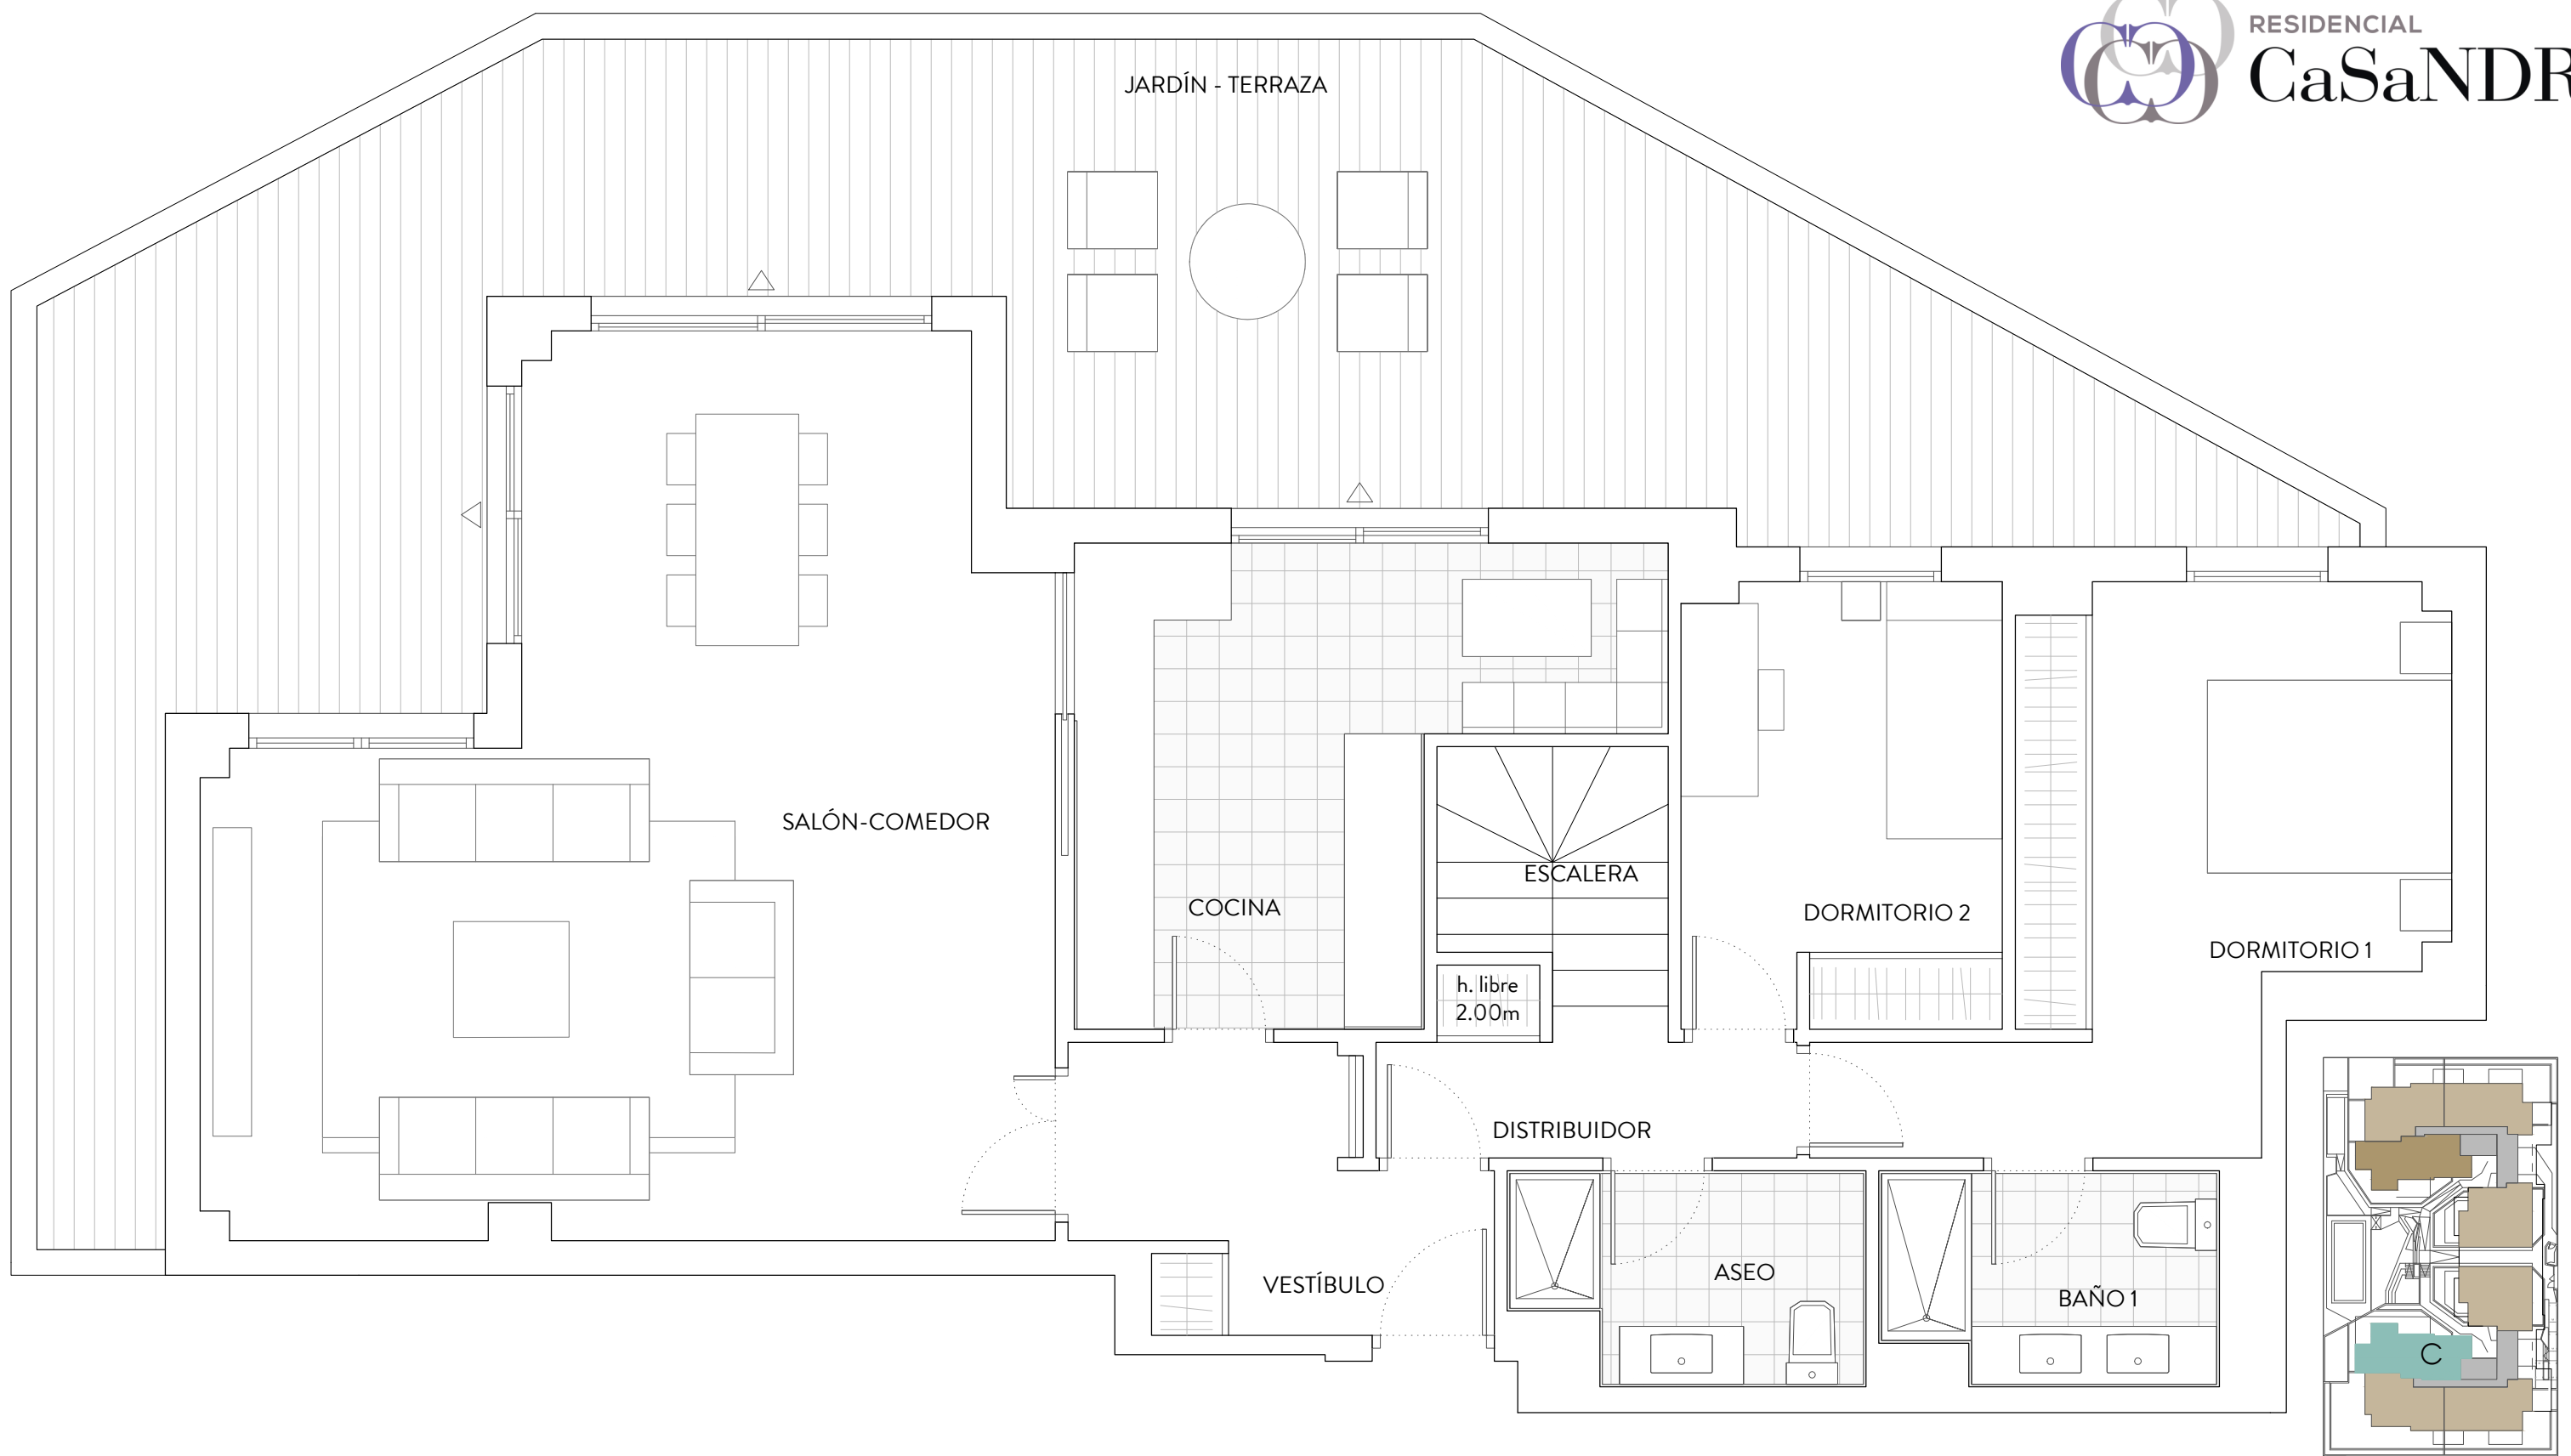 RESIDENCIAL
CaSaNDR
JARDÍN - TERRAZA
SALÓN-COMEDOR
COCINA
ESCALERA
h. libre
2.00m
DORMITORIO 2
DORMITORIO 1
DISTRIBUIDOR
VESTÍBULO
ASEO
BAÑO 1
C